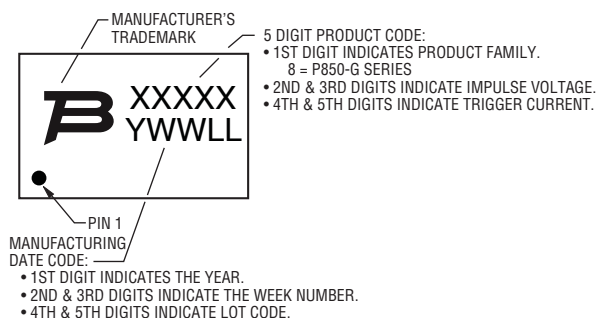 MANUFACTURER'S
TRADEMARK
5 DIGIT PRODUCT CODE:
• 1ST DIGIT INDICATES PRODUCT FAMILY.
8 = P850-G SERIES
• 2ND & 3RD DIGITS INDICATE IMPULSE VOLTAGE.
• 4TH & 5TH DIGITS INDICATE TRIGGER CURRENT.
XXXXX
YWWLL
PIN 1
MANUFACTURING
DATE CODE:
• 1ST DIGIT INDICATES THE YEAR.
• 2ND & 3RD DIGITS INDICATE THE WEEK NUMBER.
• 4TH & 5TH DIGITS INDICATE LOT CODE.